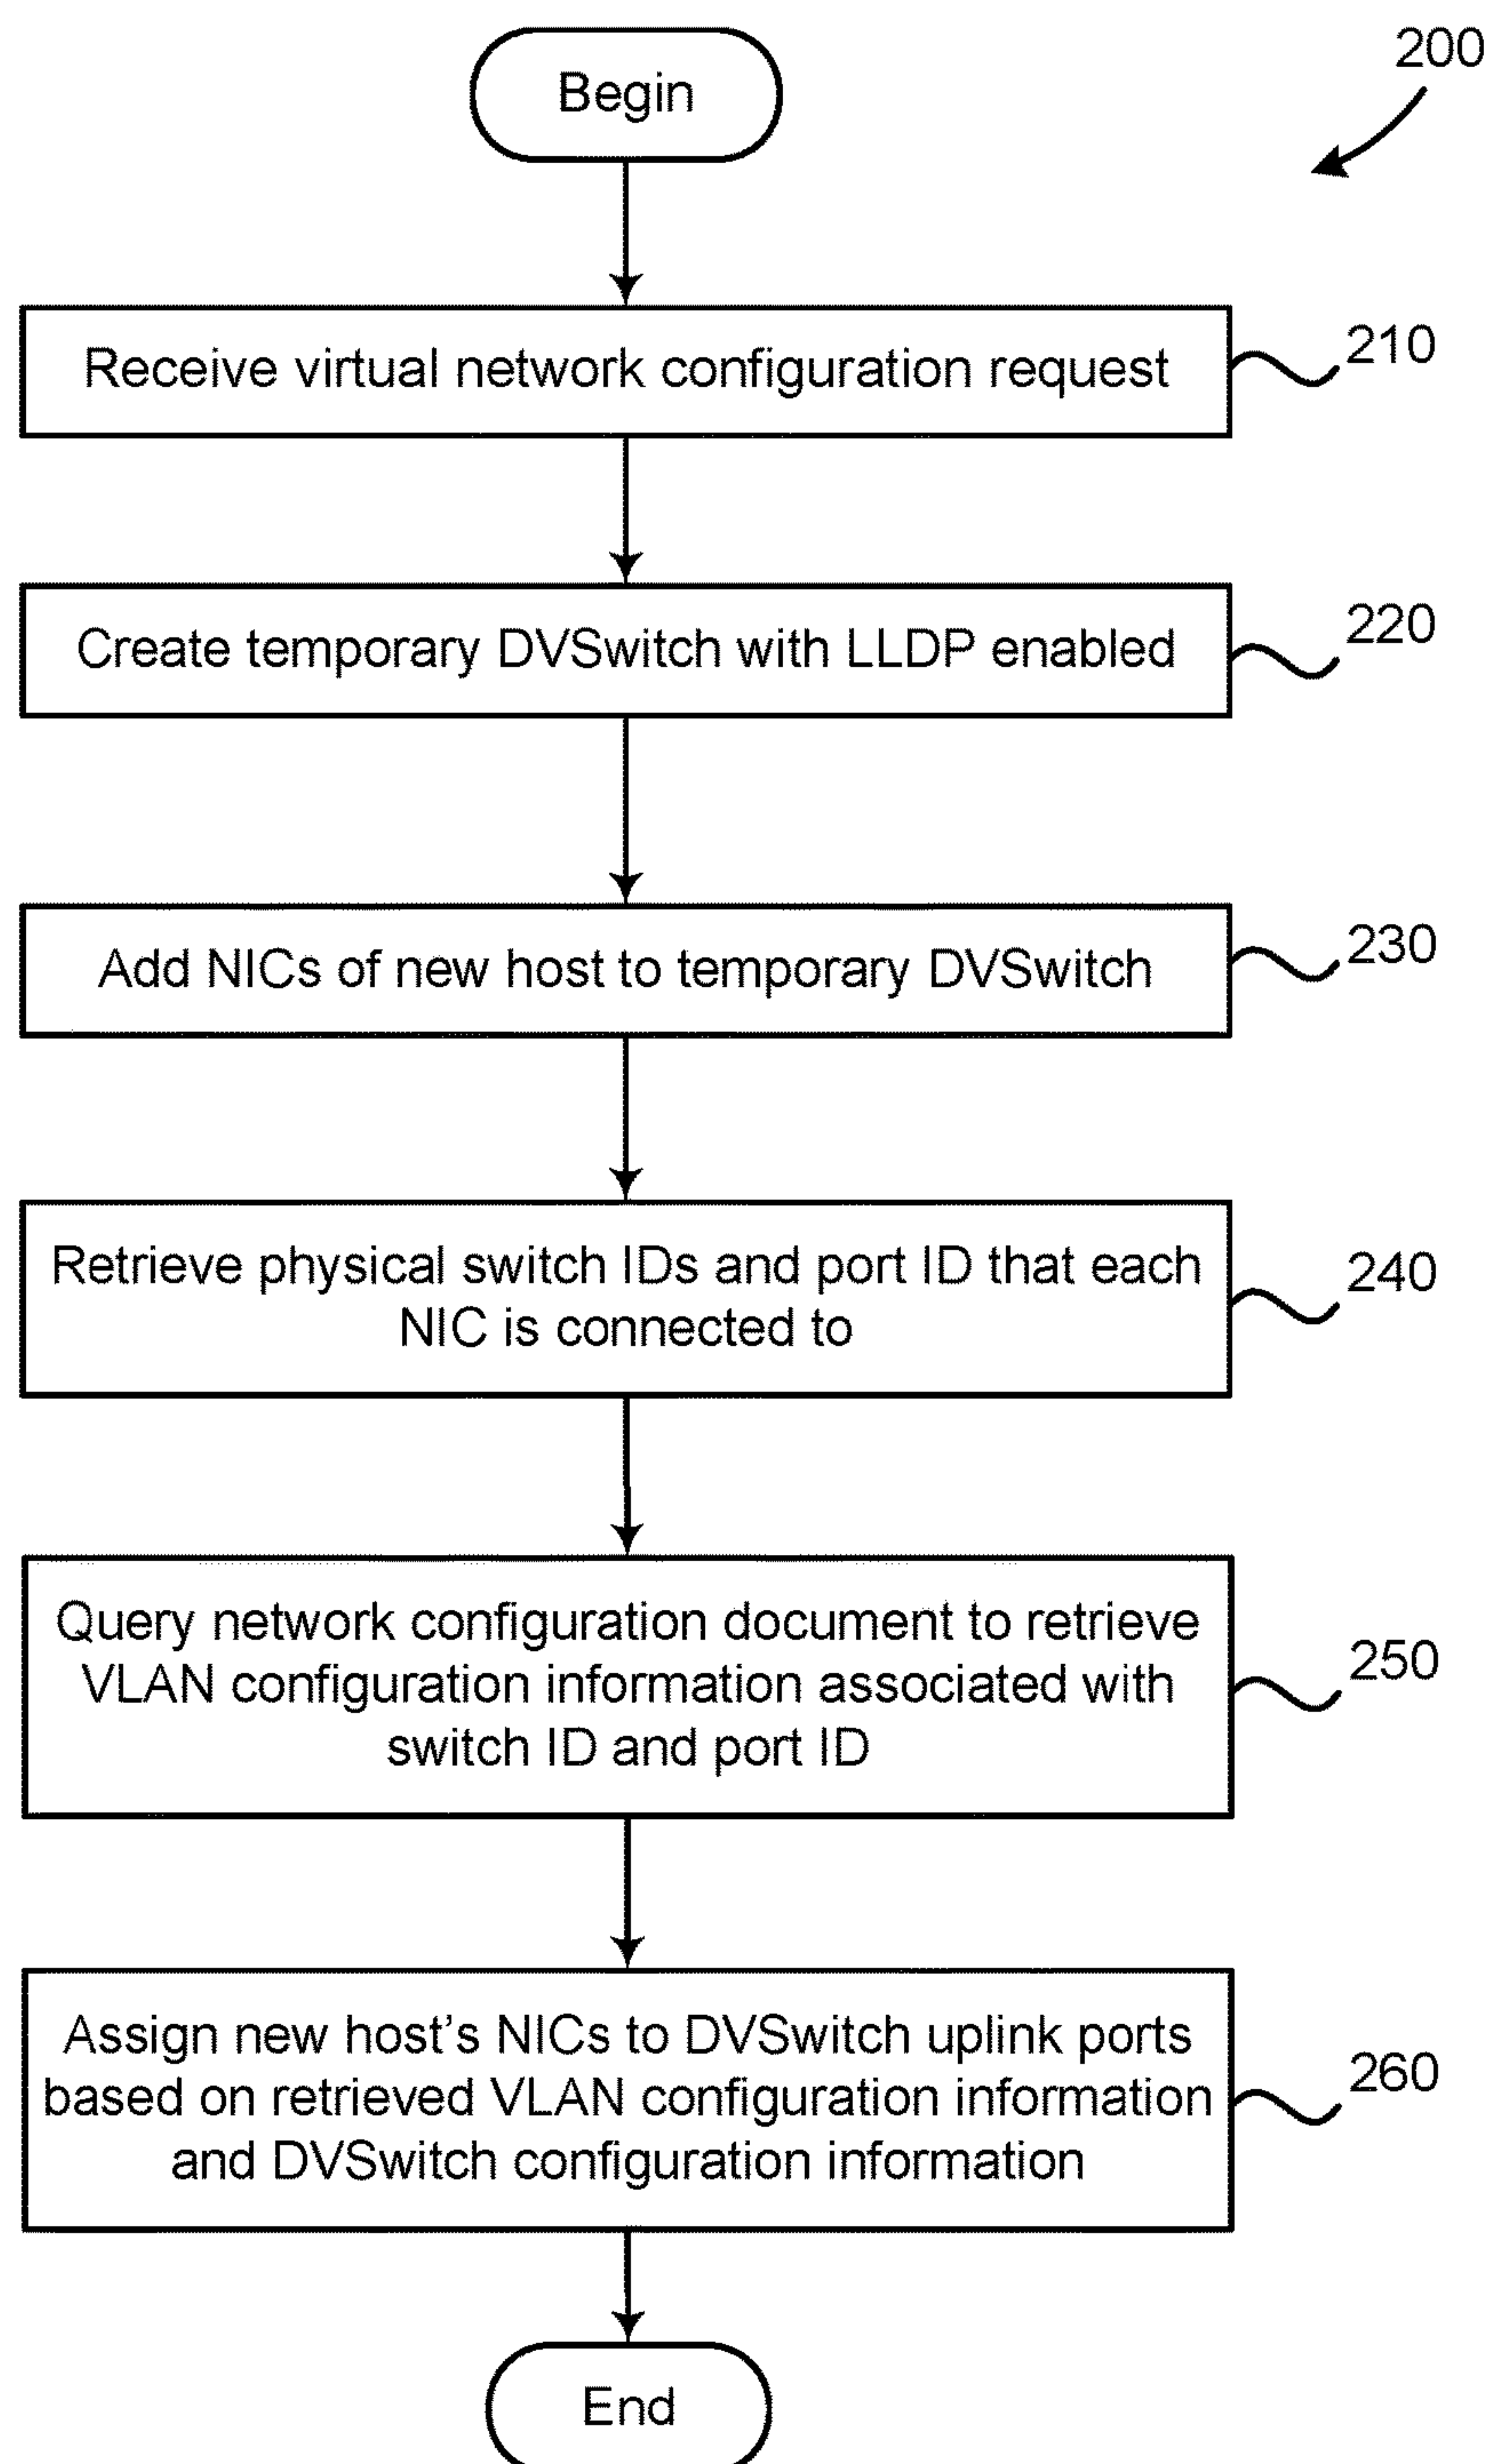 200
Begin
Receive virtual network configuration request
210
Create temporary DVSwitch with LLDP enabled
220
Add NICs of new host to temporary DVSwitch
230
Retrieve physical switch IDs and port ID that each
NIC is connected to
240
Query network configuration document to retrieve
VLAN configuration information associated with
switch ID and port ID
250
Assign new host's NICs to DVSwitch uplink ports
based on retrieved VLAN configuration information
and DVSwitch configuration information
260
End